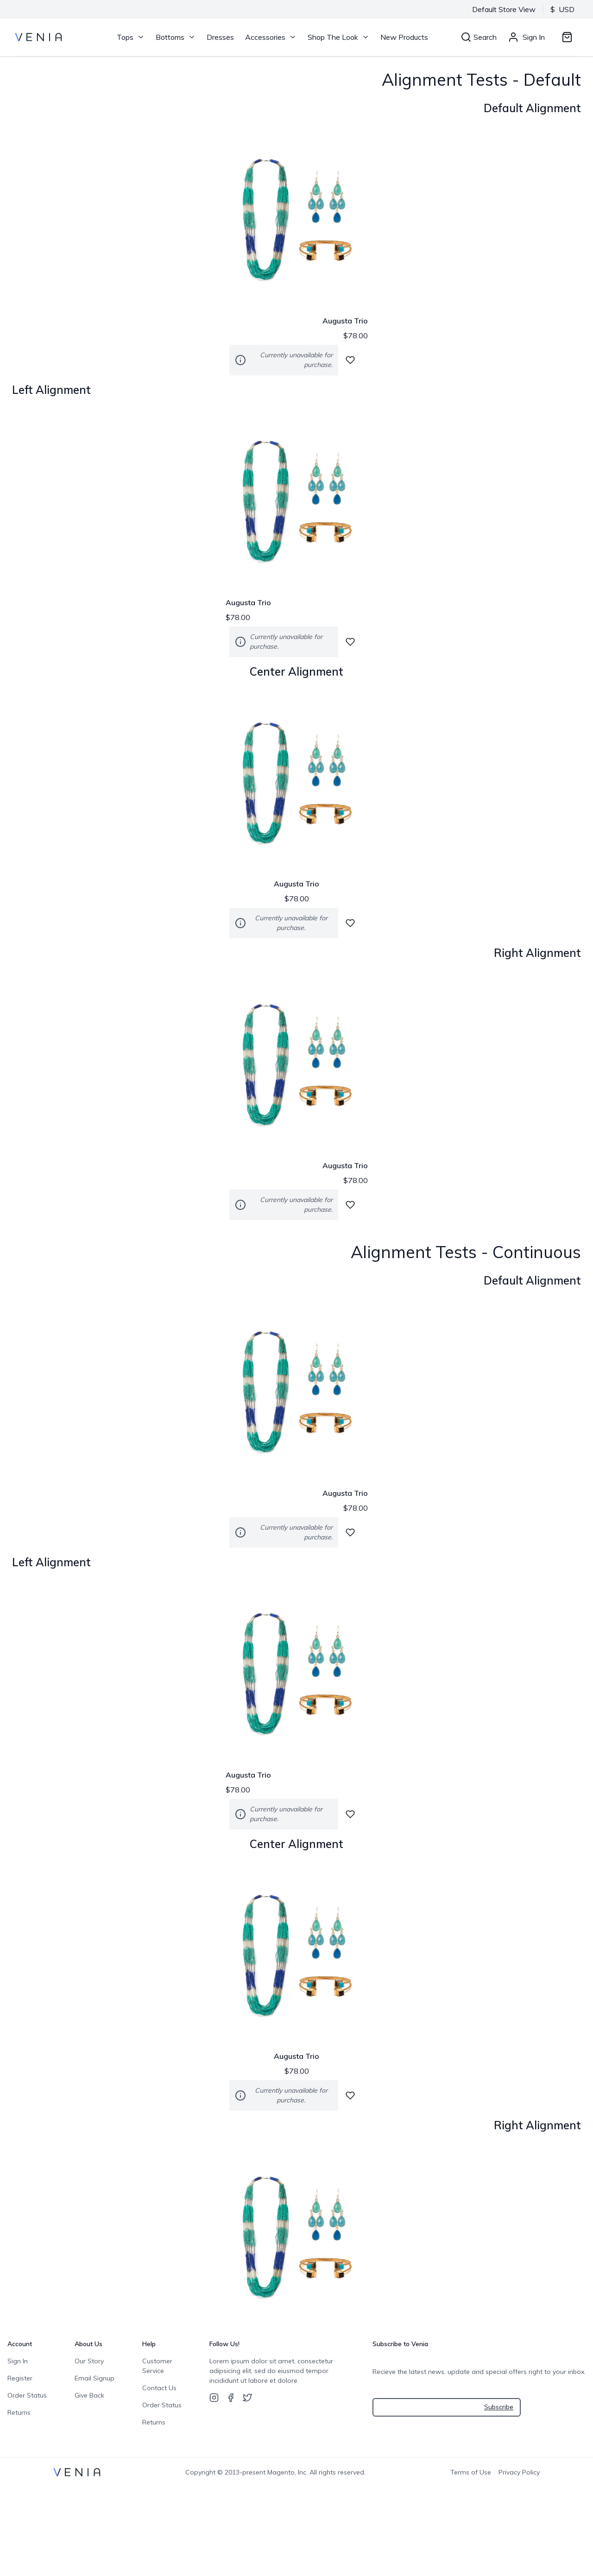 Default Store View
$ USD
VENIA
Tops
Bottoms
Dresses
Accessories
Shop The Look
New Products
Search
Sign In
Alignment Tests - Default
Default Alignment
Augusta Trio
$78.00
Currently unavailable for
purchase.
Left Alignment
Augusta Trio
$78.00
Currently unavailable for
purchase.
Center Alignment
Augusta Trio
$78.00
Currently unavailable for
purchase.
Right Alignment
Augusta Trio
$78.00
Currently unavailable for
purchase.
Alignment Tests - Continuous
Default Alignment
Augusta Trio
$78.00
Currently unavailable for
purchase.
Left Alignment
Augusta Trio
$78.00
Currently unavailable for
purchase.
Center Alignment
Augusta Trio
$78.00
Currently unavailable for
purchase.
Right Alignment
Account
Sign In
Register
Order Status
Returns
About Us
Our Story
Email Signup
Give Back
Help
Customer
Service
Contact Us
Order Status
Returns
Follow Us!
Lorem ipsum dolor sit amet, consectetur
adipsicing elit, sed do eiusmod tempor
incididunt ut labore et dolore
Subscribe to Venia
Recieve the latest news, update and special offers right to your inbox.
Subscribe
VENIA
Copyright © 2013-present Magento, Inc. All rights reserved.
Terms of Use
Privacy Policy